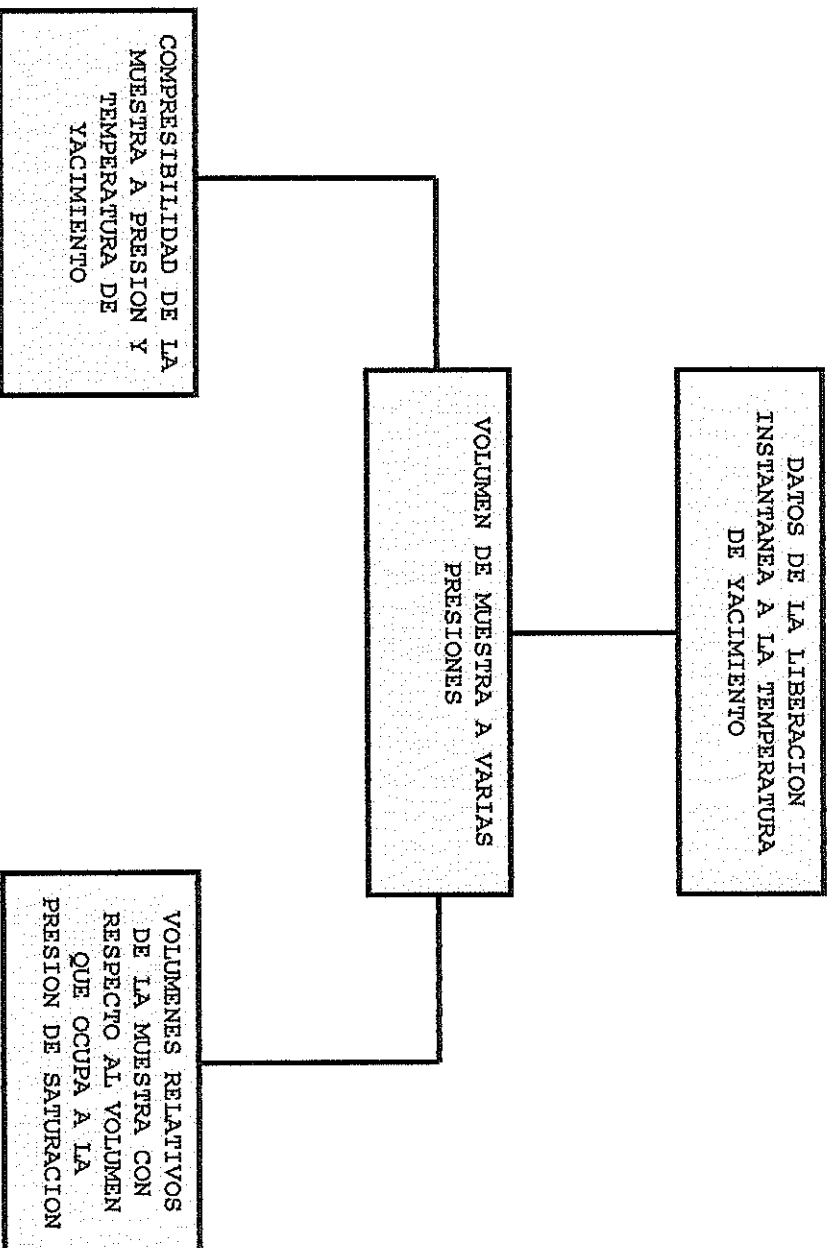 DATOS DE LA LIBERACION
INSTANTANEA A LA TEMPERATURA
DE YACIMIENTO
VOLUMEN DE MUESTRA A VARIAS
PRESIONES
COMPRESIBILIDAD DE LA
MUESTRA A PRESION Y
TEMPERATURA DE
YACIMIENTO
VOLUMENES RELATIVOS
DE LA MUESTRA CON
RESPECTO AL VOLUMEN
QUE OCUPA A LA
PRESION DE SATURACION